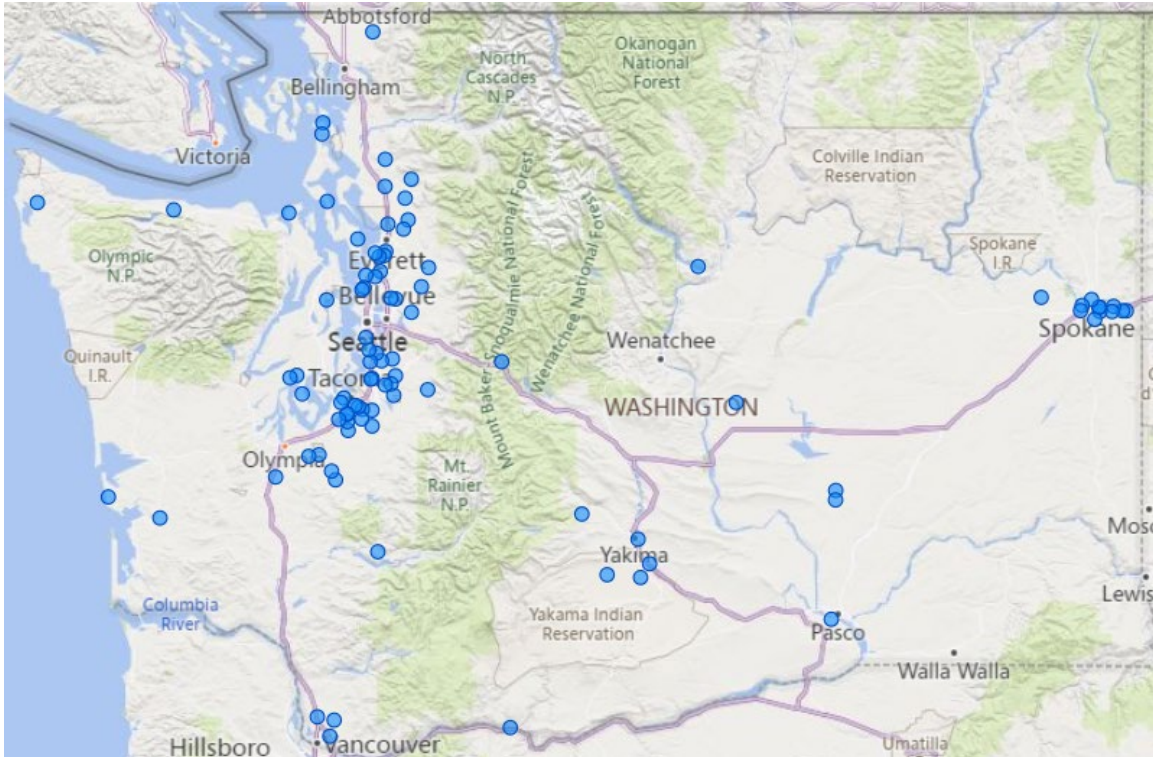 Abbotsford
Okanogan
National
Forest
North
Cascades
N.P.
Bellingham
Victoria
Colville Indian
Reservation
Mount Baker Snoqualmie National Forest
Wenatchee National Forest
Spokane
I.R.
Olympic
N.P.
Everett
Bellevue
Spokane
Seattle
Wenatchee
Quinault
I.R.
Tacoma
WASHINGTON
Olympia
Mt
Rainier
N.P.
Mosc
Yakima
Lewis
Columbia
River
Yakama Indian
Reservation
Pasco
Walla Walla
Hillsboro
Vancouver
Umatilla